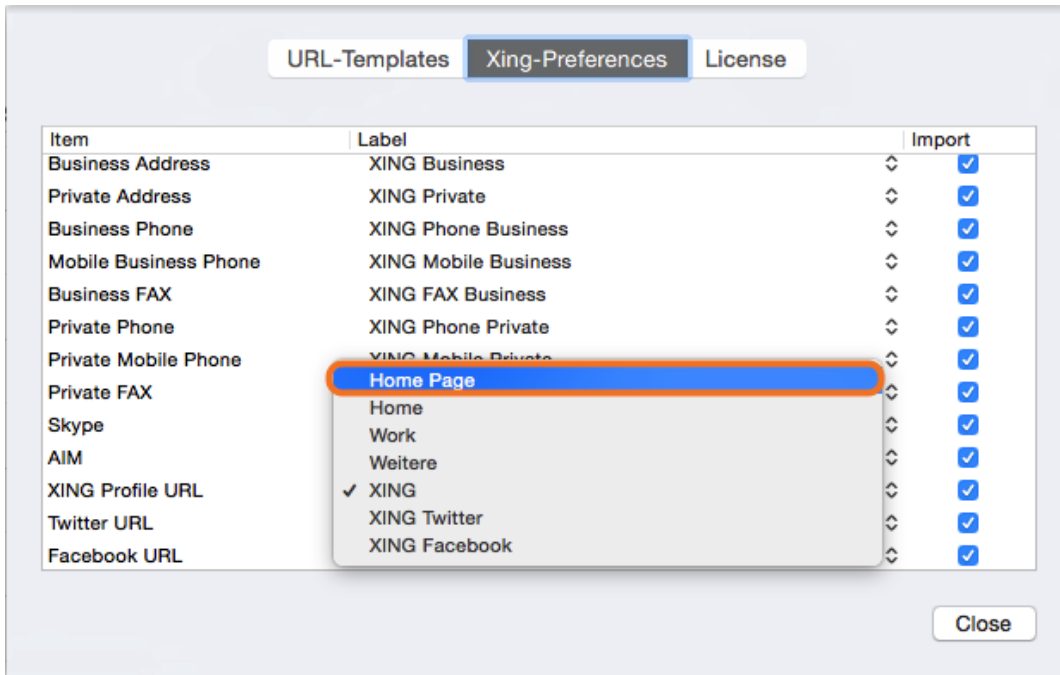 URL-Templates Xing-Preferences License
Item Label Import
Business Address XING Business
Private Address XING Private
Business Phone XING Phone Business
Mobile Business Phone XING Mobile Business
Business FAX XING FAX Business
Private Phone XING Phone Private
Private Mobile Phone XING Mobile Private
Home Page
Private FAX
Home
Skype
Work
AIM
Weitere
XING Profile URL ✓ XING
Twitter URL
XING Twitter
Facebook URL
XING Facebook
Close